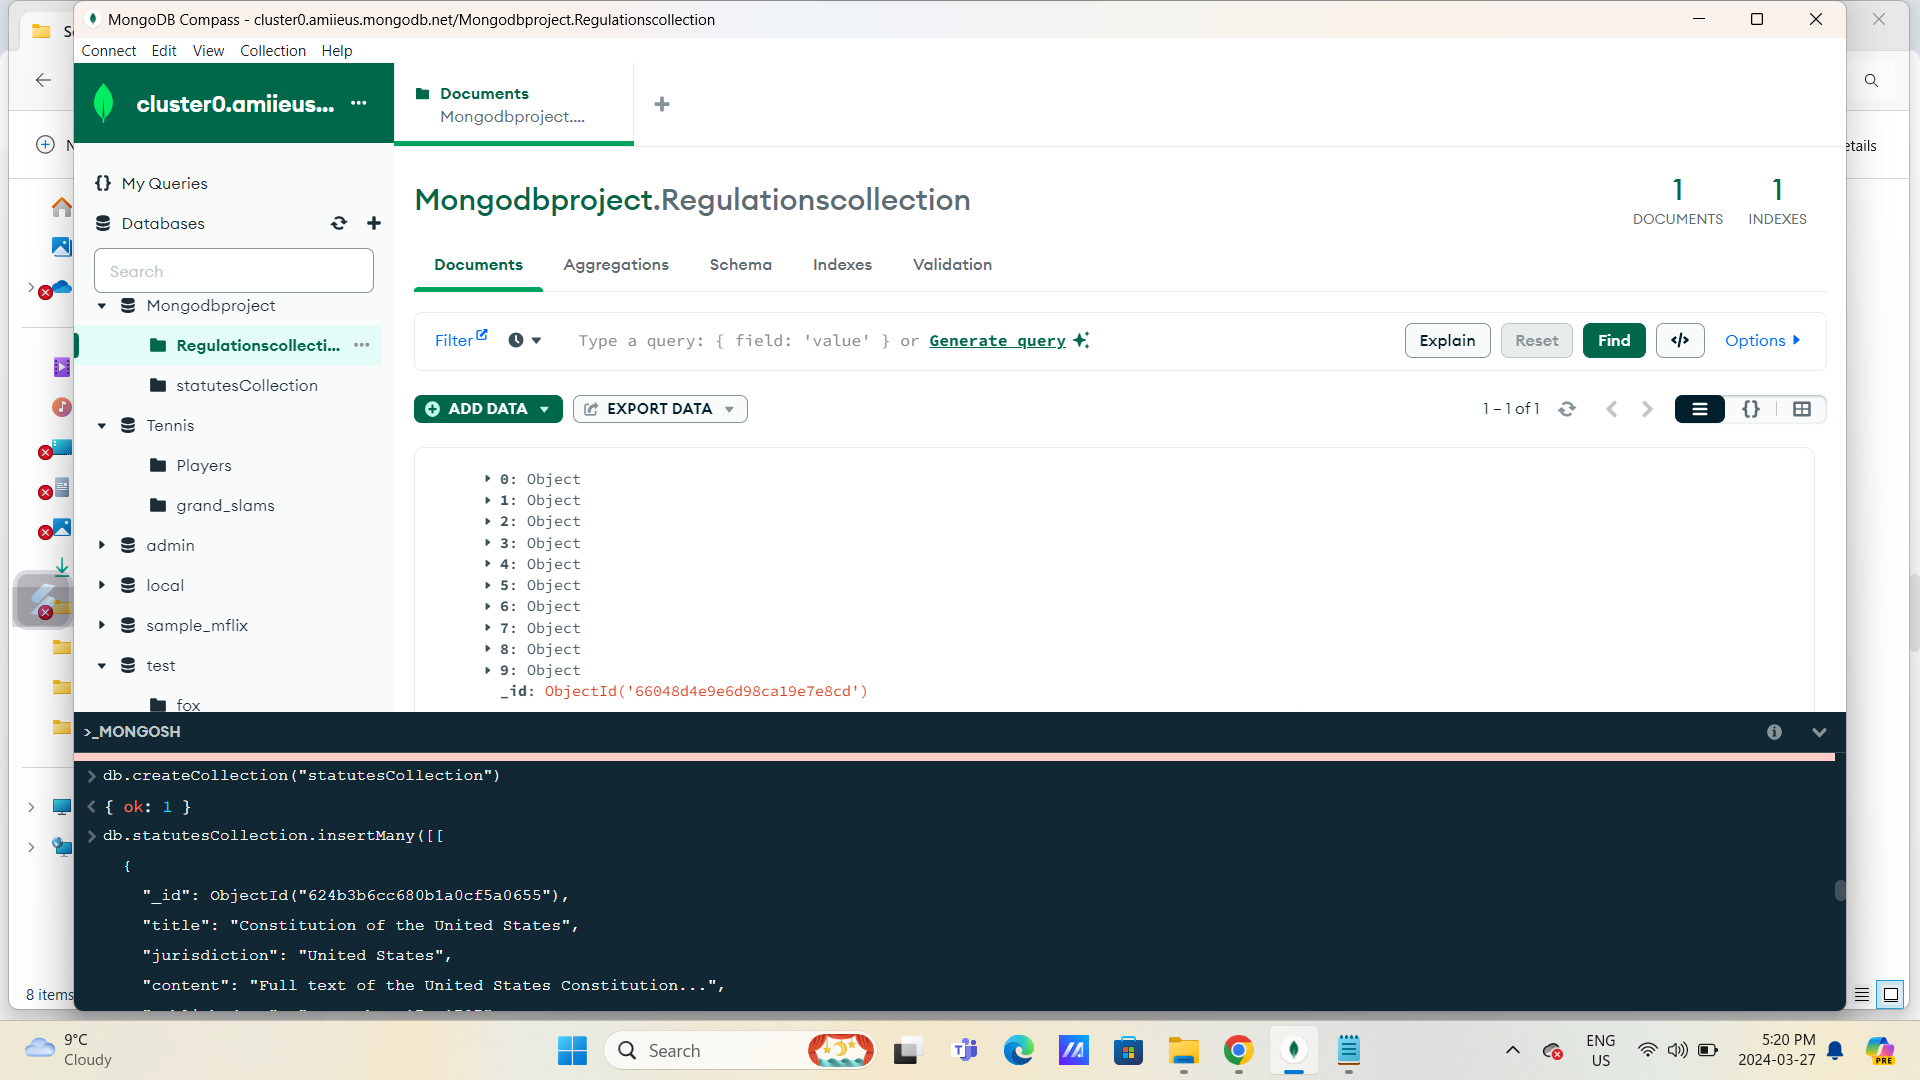 MongoDB Compass - cluster0.amiieus.mongodb.net/Mongodbproject.Regulationscollection
Connect Edit View Collection Help
cluster0.amiieus... ...
Documents
Mongodbproject....
My Queries
Databases
Search
Mongodbproject
Regulationscollecti... ...
statutesCollection
Tennis
Players
grand_slams
admin
local
sample_mflix
test
fox
Mongodbproject.Regulationscollection
1
DOCUMENTS
1
INDEXES
Documents Aggregations Schema Indexes Validation
Filter Type a query: { field: 'value' } or Generate query Explain Reset Find </> Options
ADD DATA EXPORT DATA 1 – 1 of 1 {}
0: Object
1: Object
2: Object
3: Object
4: Object
5: Object
6: Object
7: Object
8: Object
9: Object
_id: ObjectId('66048d4e9e6d98ca19e7e8cd')
>_MONGOSH
> db.createCollection("statutesCollection")
< { ok: 1 }
> db.statutesCollection.insertMany([[
{
"_id": ObjectId("624b3b6cc680b1a0cf5a0655"),
"title": "Constitution of the United States",
"jurisdiction": "United States",
"content": "Full text of the United States Constitution...",
etails
8 items
9°C
Cloudy
Search
ENG
US
5:20 PM
2024-03-27
PRE